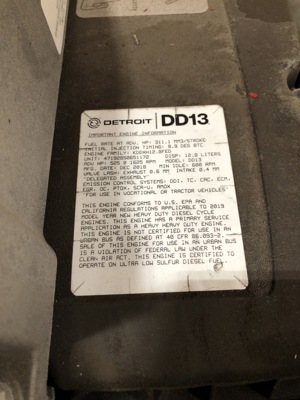 DETROIT DD13
IMPORTANT ENGINE INFORMATION
FUEL RATE AT ADV. HP: 311.1 MM3/STROKE
INITIAL INJECTION TIMING: 8.9 DEG BTC
ENGINE FAMILY: KDDXH12.8FED
UNIT: 471928S0651172 DISP: 12.8 LITERS
ADV HP: 525 @ 1625 RPM MODEL: DD13
MFG. DATE: DEC 2018 MIN IDLE: 600 RPM
VALVE LASH: EXHAUST 0.6 MM INTAKE 0.4 MM
"DELEGATED ASSEMBLY"
EMISSION CONTROL SYSTEMS: DDI, TC, CAC, ECM,
EGR, OC, PTOX, SCR-U, AMOX
"FOR USE IN VOCATIONAL OR TRACTOR VEHICLES"
THIS ENGINE CONFORMS TO U.S. EPA AND
CALIFORNIA REGULATIONS APPLICABLE TO 2019
MODEL YEAR NEW HEAVY DUTY DIESEL CYCLE
ENGINES. THIS ENGINE HAS A PRIMARY SERVICE
APPLICATION AS A HEAVY HEAVY DUTY ENGINE.
THIS ENGINE IS NOT CERTIFIED FOR USE IN AN
URBAN BUS AS DEFINED AT 40 CFR 86.093-2.
SALE OF THIS ENGINE FOR USE IN AN URBAN BUS
IS A VIOLATION OF FEDERAL LAW UNDER THE
CLEAN AIR ACT. THIS ENGINE IS CERTIFIED TO
OPERATE ON ULTRA LOW SULFUR DIESEL FUEL.